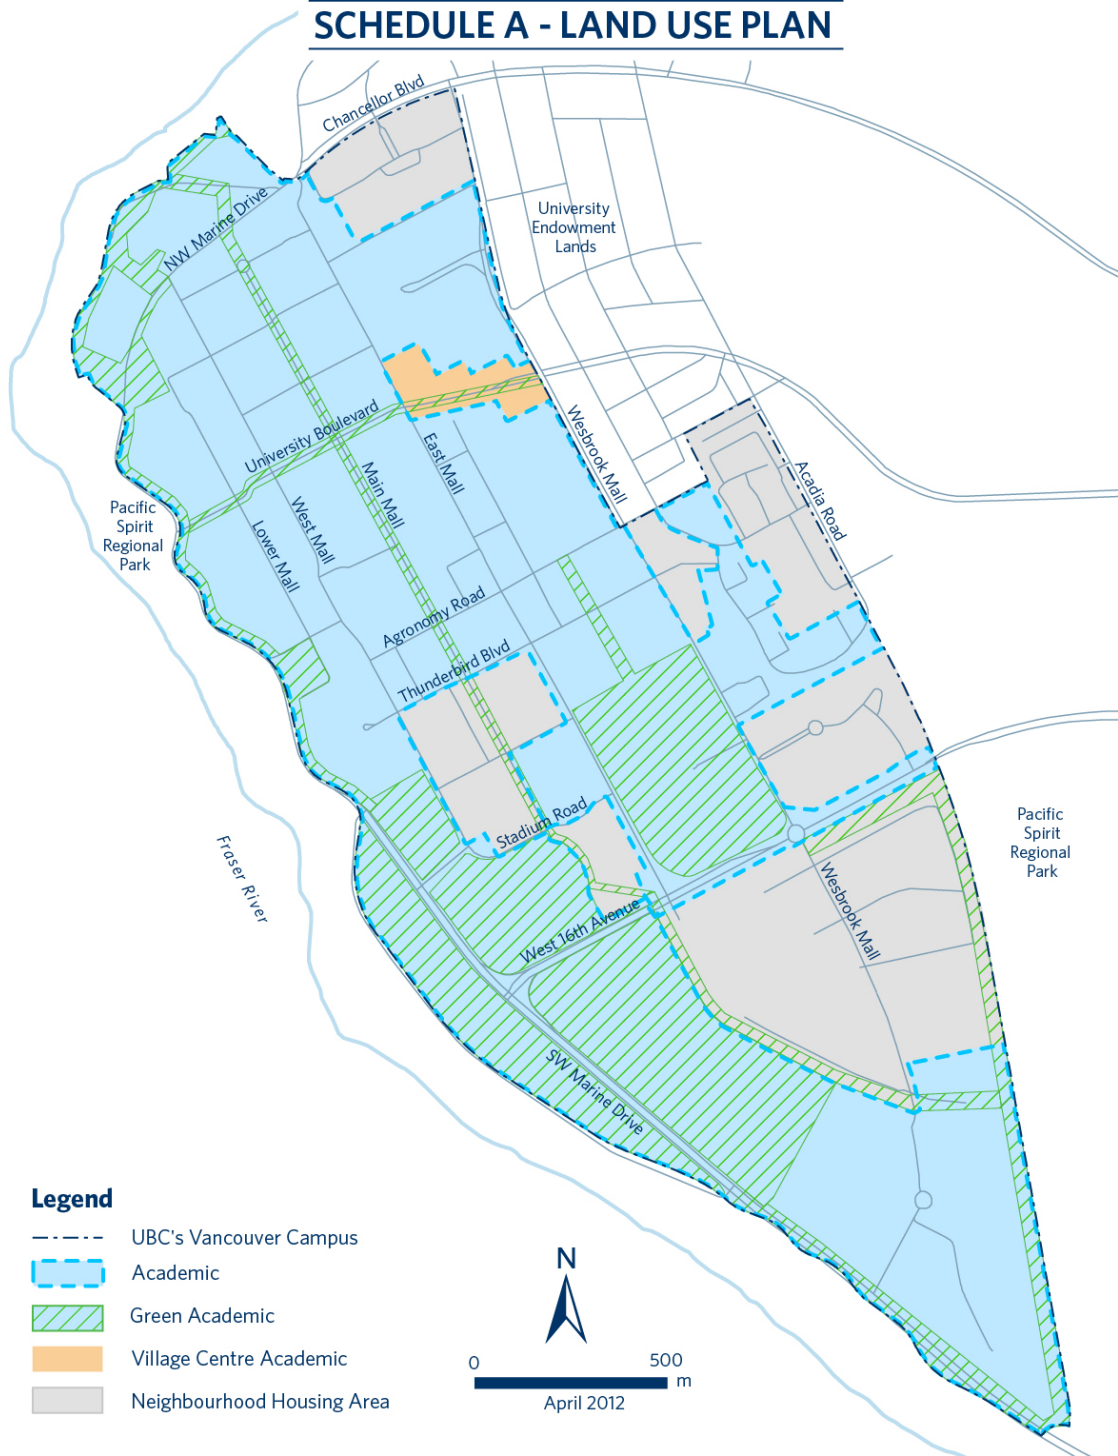 SCHEDULE A - LAND USE PLAN
Chancellor Blvd
NW Marine Drive
University
Endowment
Lands
University Boulevard
East Mall
Wesbrook Mall
Main Mall
West Mall
Lower Mall
Acadia Road
Pacific
Spirit
Regional
Park
Agronomy Road
Thunderbird Blvd
Stadium Road
Fraser River
Pacific
Spirit
Regional
Park
Wesbrook Mall
West 16th Avenue
SW Marine Drive
Legend
UBC's Vancouver Campus
Academic
Green Academic
Village Centre Academic
Neighbourhood Housing Area
N
0 500
m
April 2012